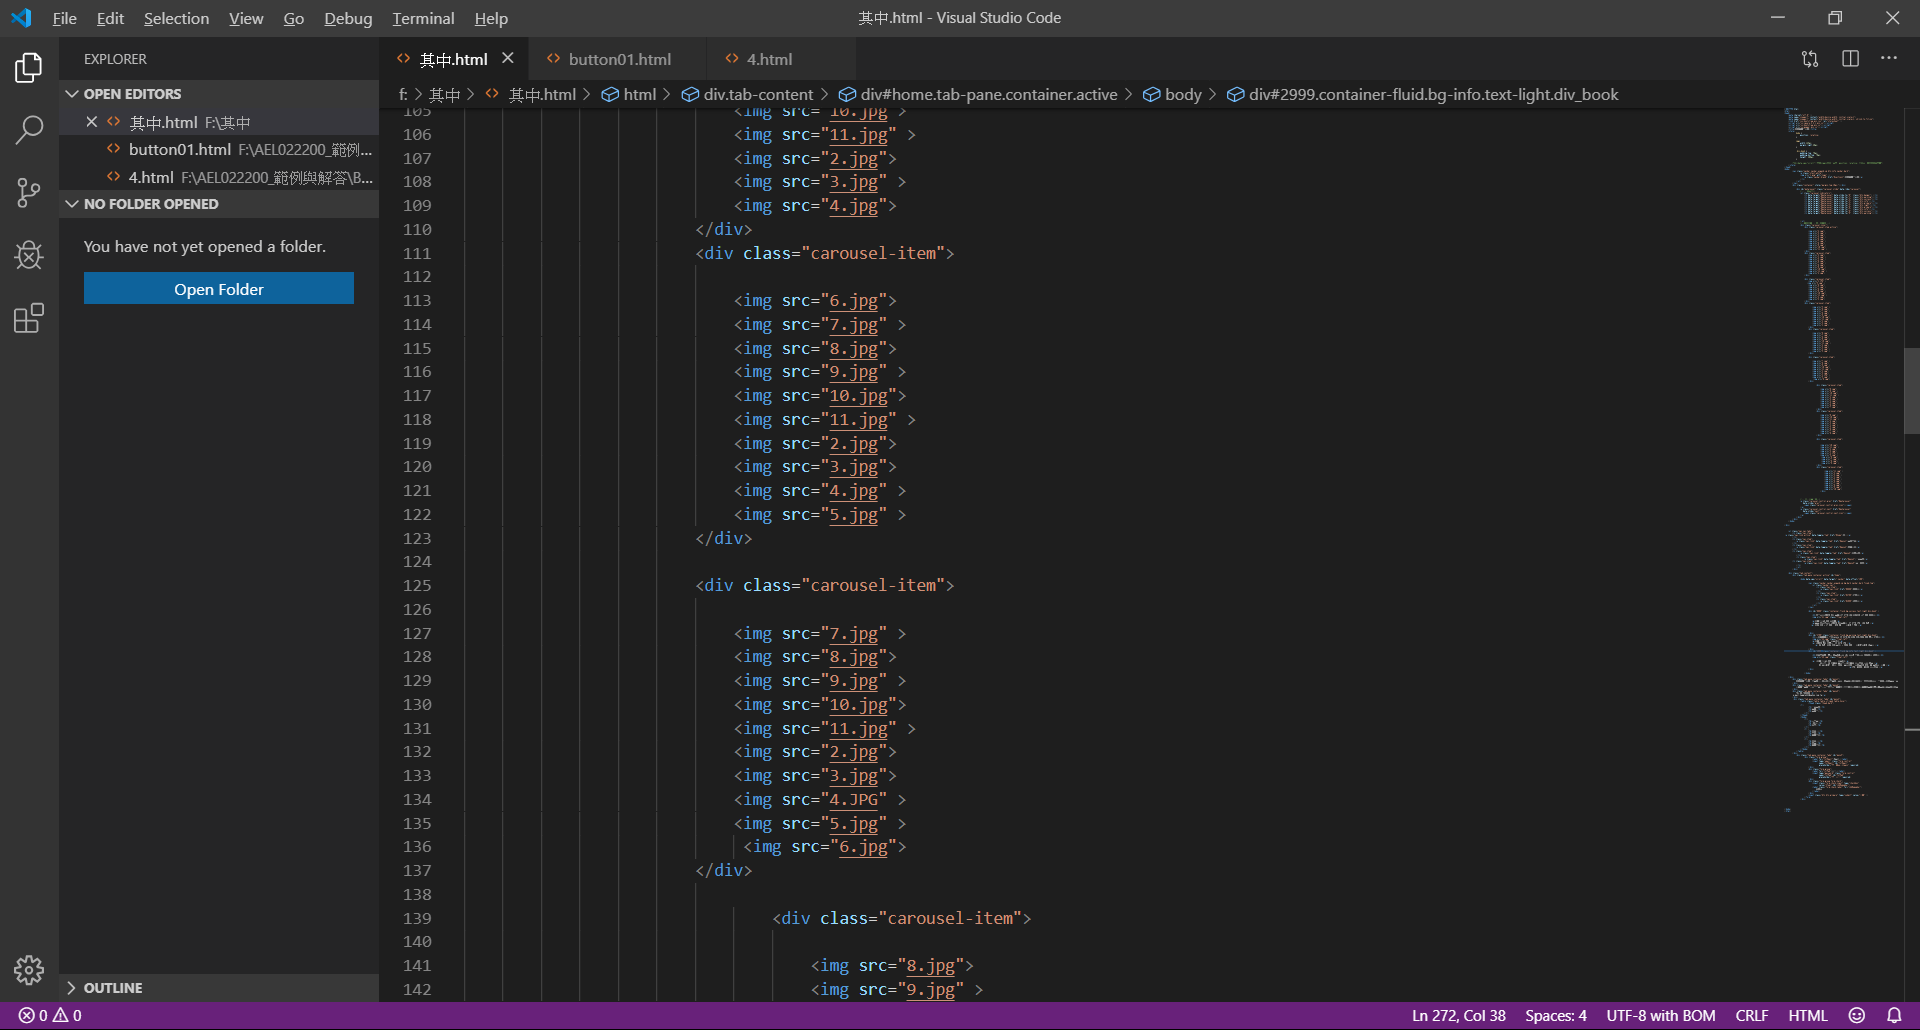 File Edit Selection View Go Debug Terminal Help
其中.html - Visual Studio Code
EXPLORER
OPEN EDITORS
其中.html F:\其中
button01.html F:\AEL022200_範例...
4.html F:\AEL022200_範例與解答\B...
NO FOLDER OPENED
You have not yet opened a folder.
Open Folder
OUTLINE
其中.html
button01.html
4.html
f: > 其中 > 其中.html > html > div.tab-content > div#home.tab-pane.container.active > body > div#2999.container-fluid.bg-info.text-light.div_book
105 <img src="10.jpg">
106 <img src="11.jpg" >
107 <img src="2.jpg">
108 <img src="3.jpg" >
109 <img src="4.jpg">
110 </div>
111 <div class="carousel-item">
112
113 <img src="6.jpg">
114 <img src="7.jpg" >
115 <img src="8.jpg">
116 <img src="9.jpg" >
117 <img src="10.jpg">
118 <img src="11.jpg" >
119 <img src="2.jpg">
120 <img src="3.jpg">
121 <img src="4.jpg" >
122 <img src="5.jpg" >
123 </div>
124
125 <div class="carousel-item">
126
127 <img src="7.jpg" >
128 <img src="8.jpg">
129 <img src="9.jpg" >
130 <img src="10.jpg">
131 <img src="11.jpg" >
132 <img src="2.jpg">
133 <img src="3.jpg">
134 <img src="4.JPG" >
135 <img src="5.jpg" >
136 <img src="6.jpg">
137 </div>
138
139 <div class="carousel-item">
140
141 <img src="8.jpg">
142 <img src="9.jpg" >
0 0
Ln 272, Col 38 Spaces: 4 UTF-8 with BOM CRLF HTML